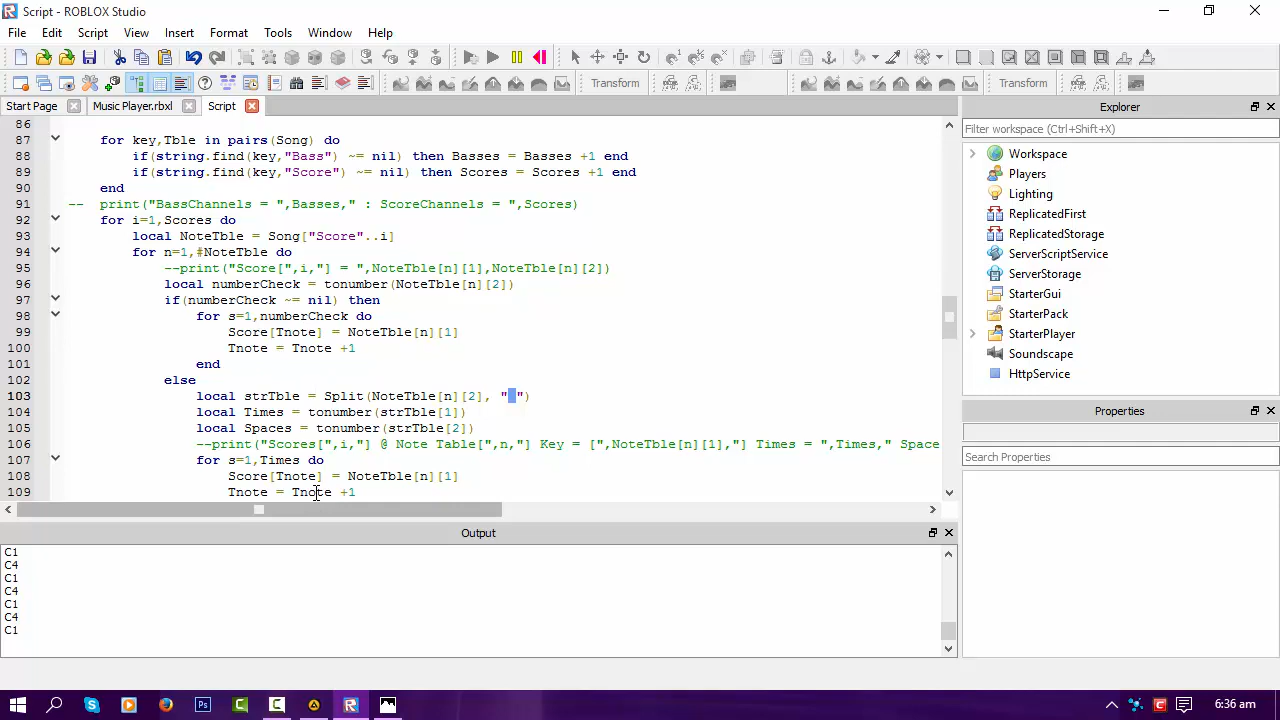 Script - ROBLOX Studio
File Edit Script View Insert Format Tools Window Help
Transform Transform
Start Page Music Player.rbxl Script
86
87 for key,Tble in pairs(Song) do
88 if(string.find(key,"Bass") ~= nil) then Basses = Basses +1 end
89 if(string.find(key,"Score") ~= nil) then Scores = Scores +1 end
90 end
91 -- print("BassChannels = ",Basses," : ScoreChannels = ",Scores)
92 for i=1,Scores do
93 local NoteTble = Song["Score"..i]
94 for n=1,#NoteTble do
95 --print("Score[",i,"] = ",NoteTble[n][1],NoteTble[n][2])
96 local numberCheck = tonumber(NoteTble[n][2])
97 if(numberCheck ~= nil) then
98 for s=1,numberCheck do
99 Score[Tnote] = NoteTble[n][1]
100 Tnote = Tnote +1
101 end
102 else
103 local strTble = Split(NoteTble[n][2], " ")
104 local Times = tonumber(strTble[1])
105 local Spaces = tonumber(strTble[2])
106 --print("Scores[",i,"] @ Note Table[",n,"] Key = [",NoteTble[n][1],"] Times = ",Times," Space
107 for s=1,Times do
108 Score[Tnote] = NoteTble[n][1]
109 Tnote = Tnote +1
Explorer
Filter workspace (Ctrl+Shift+X)
Workspace
Players
Lighting
ReplicatedFirst
ReplicatedStorage
ServerScriptService
ServerStorage
StarterGui
StarterPack
StarterPlayer
Soundscape
HttpService
Properties
Search Properties
Output
C1
C4
C1
C4
C1
C4
C1
6:36 am